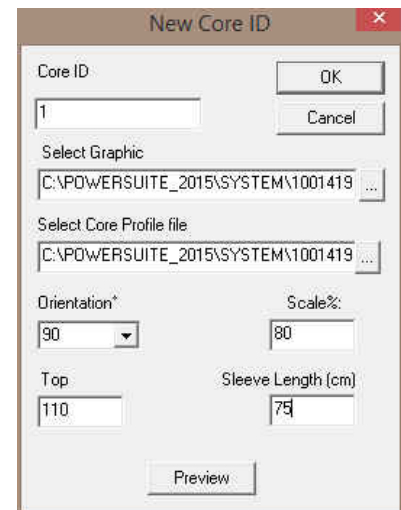 New Core ID
Core ID
OK
1
Cancel
Select Graphic
C:\POWERSUITE_2015\SYSTEM\1001419 ...
Select Core Profile file
C:\POWERSUITE_2015\SYSTEM\1001419 ...
Orientation° Scale%:
90 80
Top Sleeve Length (cm)
110 75
Preview